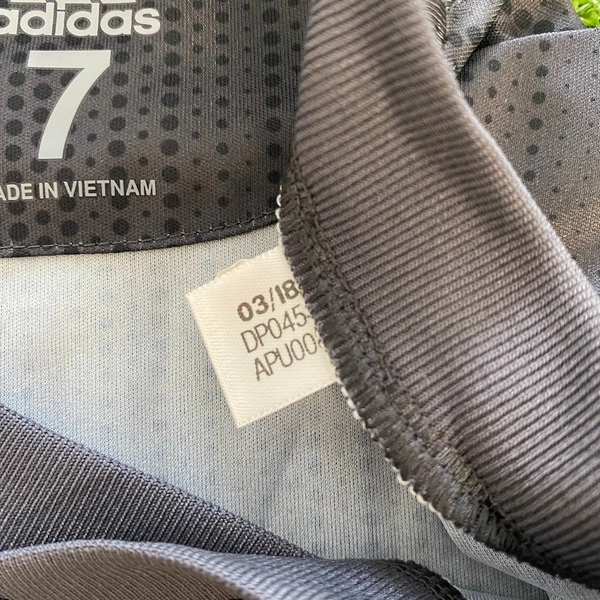 adidas
7
ADE IN VIETNAM
03/18
DP045
APU00